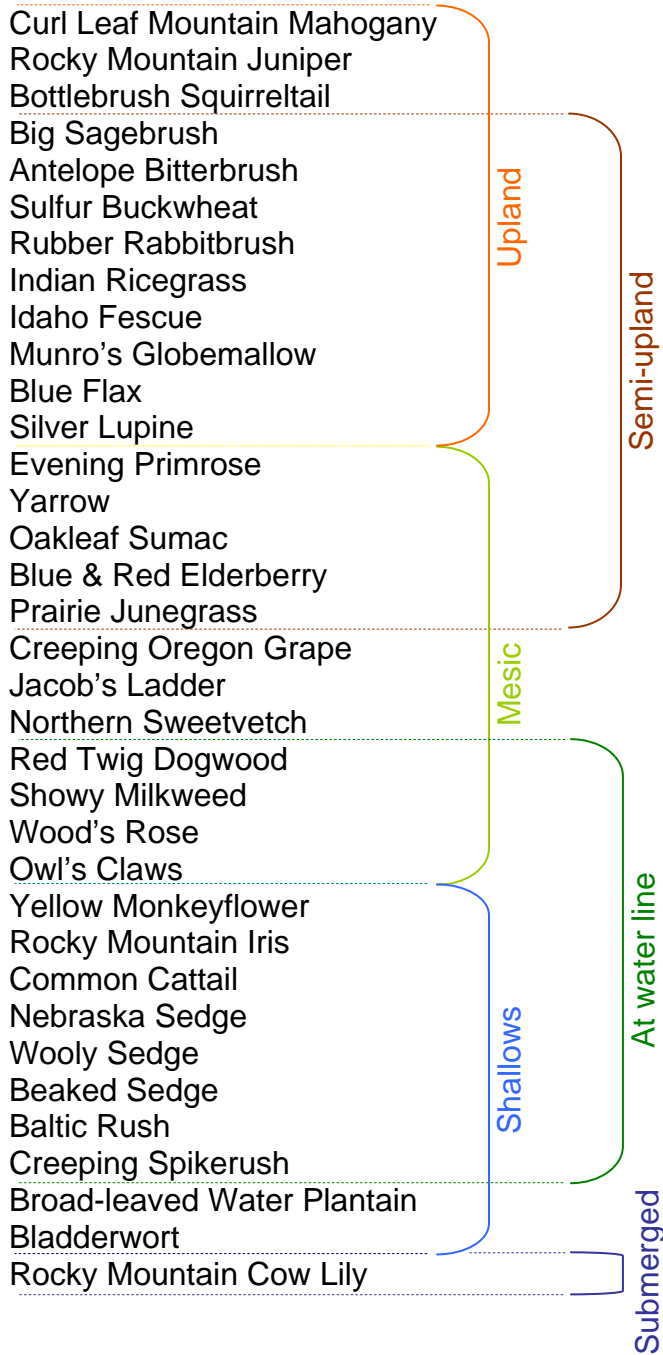 Curl Leaf Mountain Mahogany
Rocky Mountain Juniper
Bottlebrush Squirreltail
Big Sagebrush
Antelope Bitterbrush
Sulfur Buckwheat
Rubber Rabbitbrush
Indian Ricegrass
Idaho Fescue
Munro's Globemallow
Blue Flax
Silver Lupine
Evening Primrose
Yarrow
Oakleaf Sumac
Blue & Red Elderberry
Prairie Junegrass
Creeping Oregon Grape
Jacob's Ladder
Northern Sweetvetch
Red Twig Dogwood
Showy Milkweed
Wood's Rose
Owl's Claws
Yellow Monkeyflower
Rocky Mountain Iris
Common Cattail
Nebraska Sedge
Wooly Sedge
Beaked Sedge
Baltic Rush
Creeping Spikerush
Broad-leaved Water Plantain
Bladderwort
Rocky Mountain Cow Lily
Upland
Mesic
Shallows
Semi-upland
At water line
Submerged